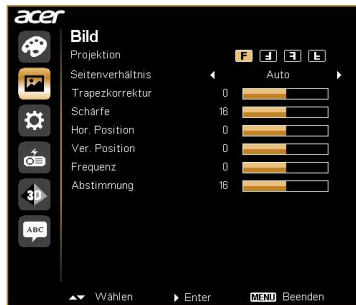 acer
Bild
Projektion F F F F
Seitenverhältnis Auto
Trapezkorrektur 0
Schärfe 16
Hor. Position 0
Ver. Position 0
Frequenz 0
Abstimmung 16
3D
ABC
Wählen Enter MENU Beenden